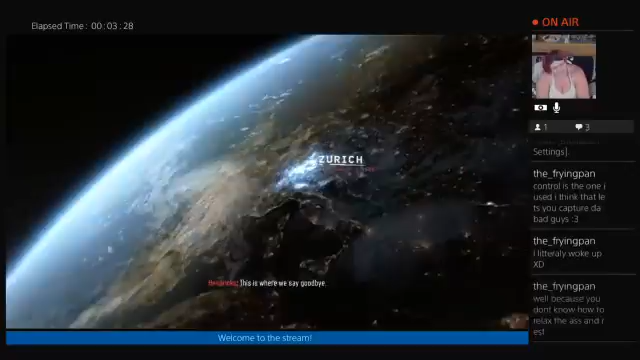 Elapsed Time : 00:03:28
ON AIR
ZURICH
1
3
Settings].
the_fryingpan
control is the one i
used i think that le
ts you capture da
bad guys :3
the_fryingpan
I litteraly woke up
XD
the_fryingpan
well because you
dont know how to
relax the ass and r
est
Hendricks: This is where we say goodbye.
Welcome to the stream!